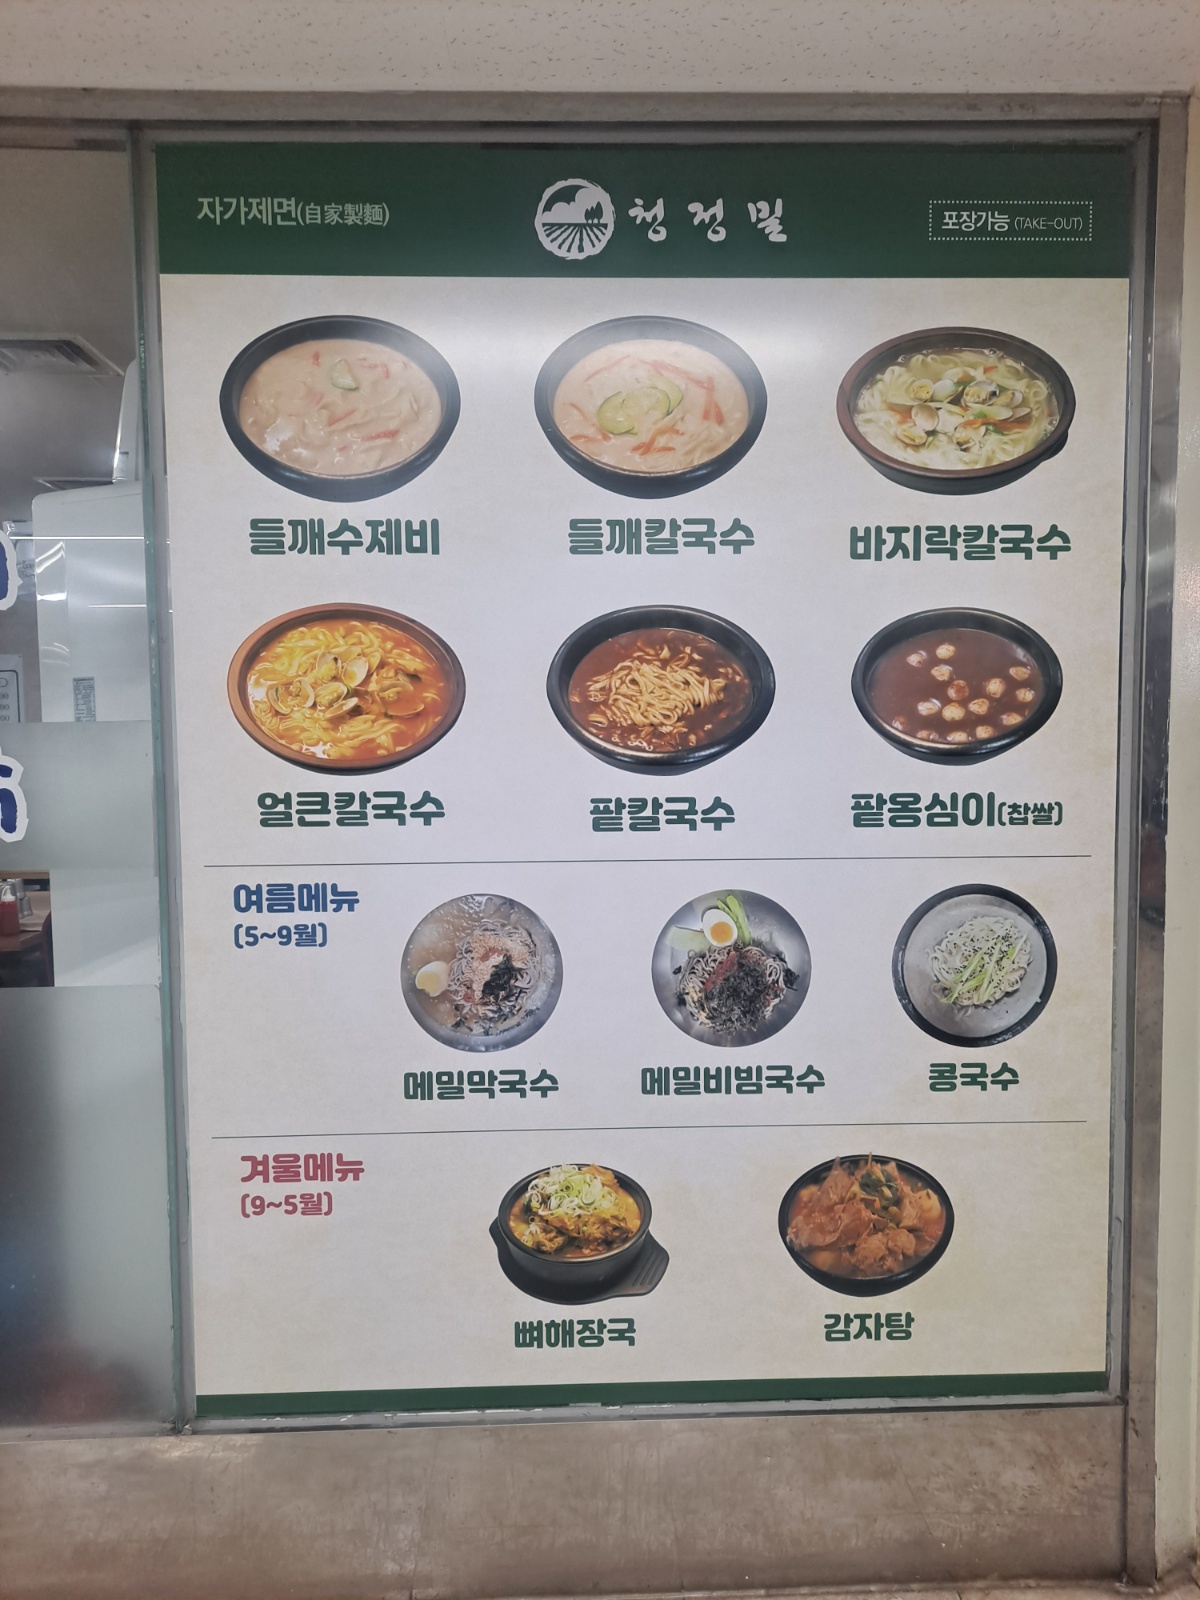 자가제면(自家製麵)
청정밀
포장가능 (TAKE-OUT)
들깨수제비
들깨칼국수
바지락칼국수
얼큰칼국수
팥칼국수
팥옹심이(찹쌀)
여름메뉴
(5~9월)
메밀막국수
메밀비빔국수
콩국수
겨울메뉴
(9~5월)
뼈해장국
감자탕